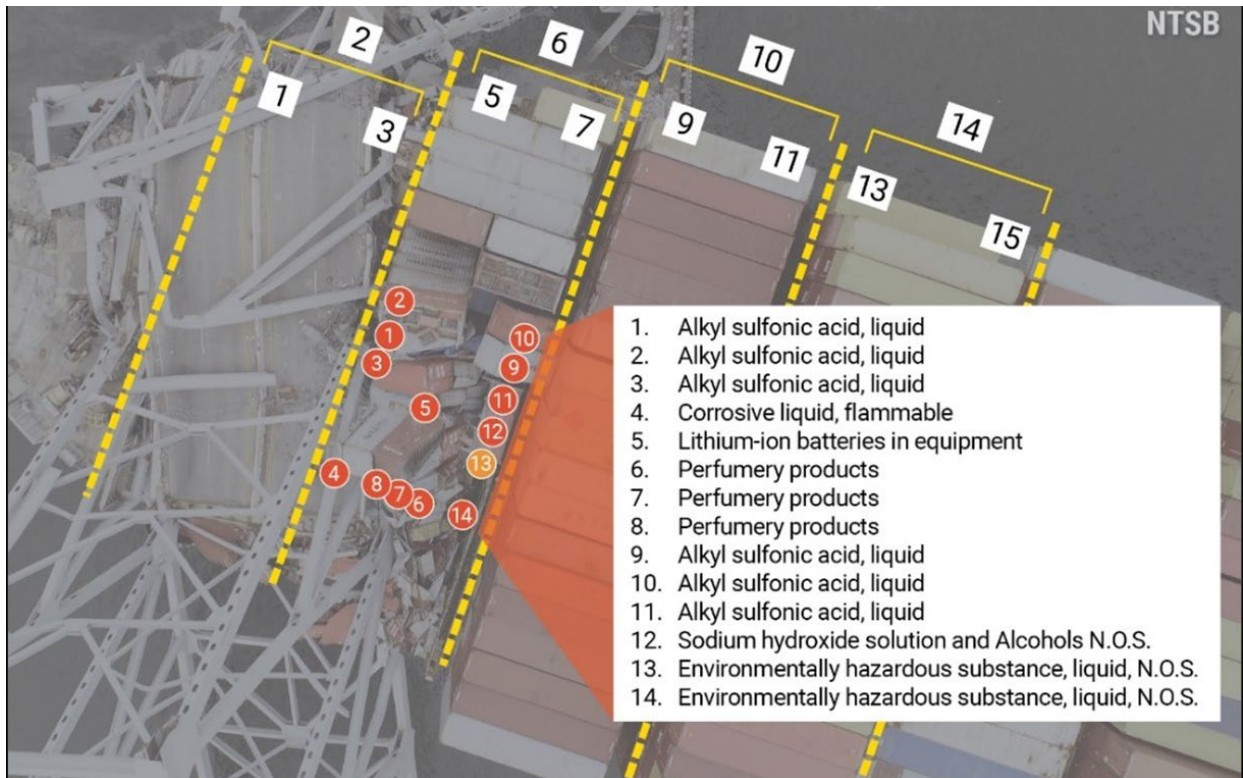 NTSB
2
6
10
14
1
3
5
7
9
11
13
15
2
1
3
5
4
8
7
6
14
10
9
11
12
13
1. Alkyl sulfonic acid, liquid
2. Alkyl sulfonic acid, liquid
3. Alkyl sulfonic acid, liquid
4. Corrosive liquid, flammable
5. Lithium-ion batteries in equipment
6. Perfumery products
7. Perfumery products
8. Perfumery products
9. Alkyl sulfonic acid, liquid
10. Alkyl sulfonic acid, liquid
11. Alkyl sulfonic acid, liquid
12. Sodium hydroxide solution and Alcohols N.O.S.
13. Environmentally hazardous substance, liquid, N.O.S.
14. Environmentally hazardous substance, liquid, N.O.S.